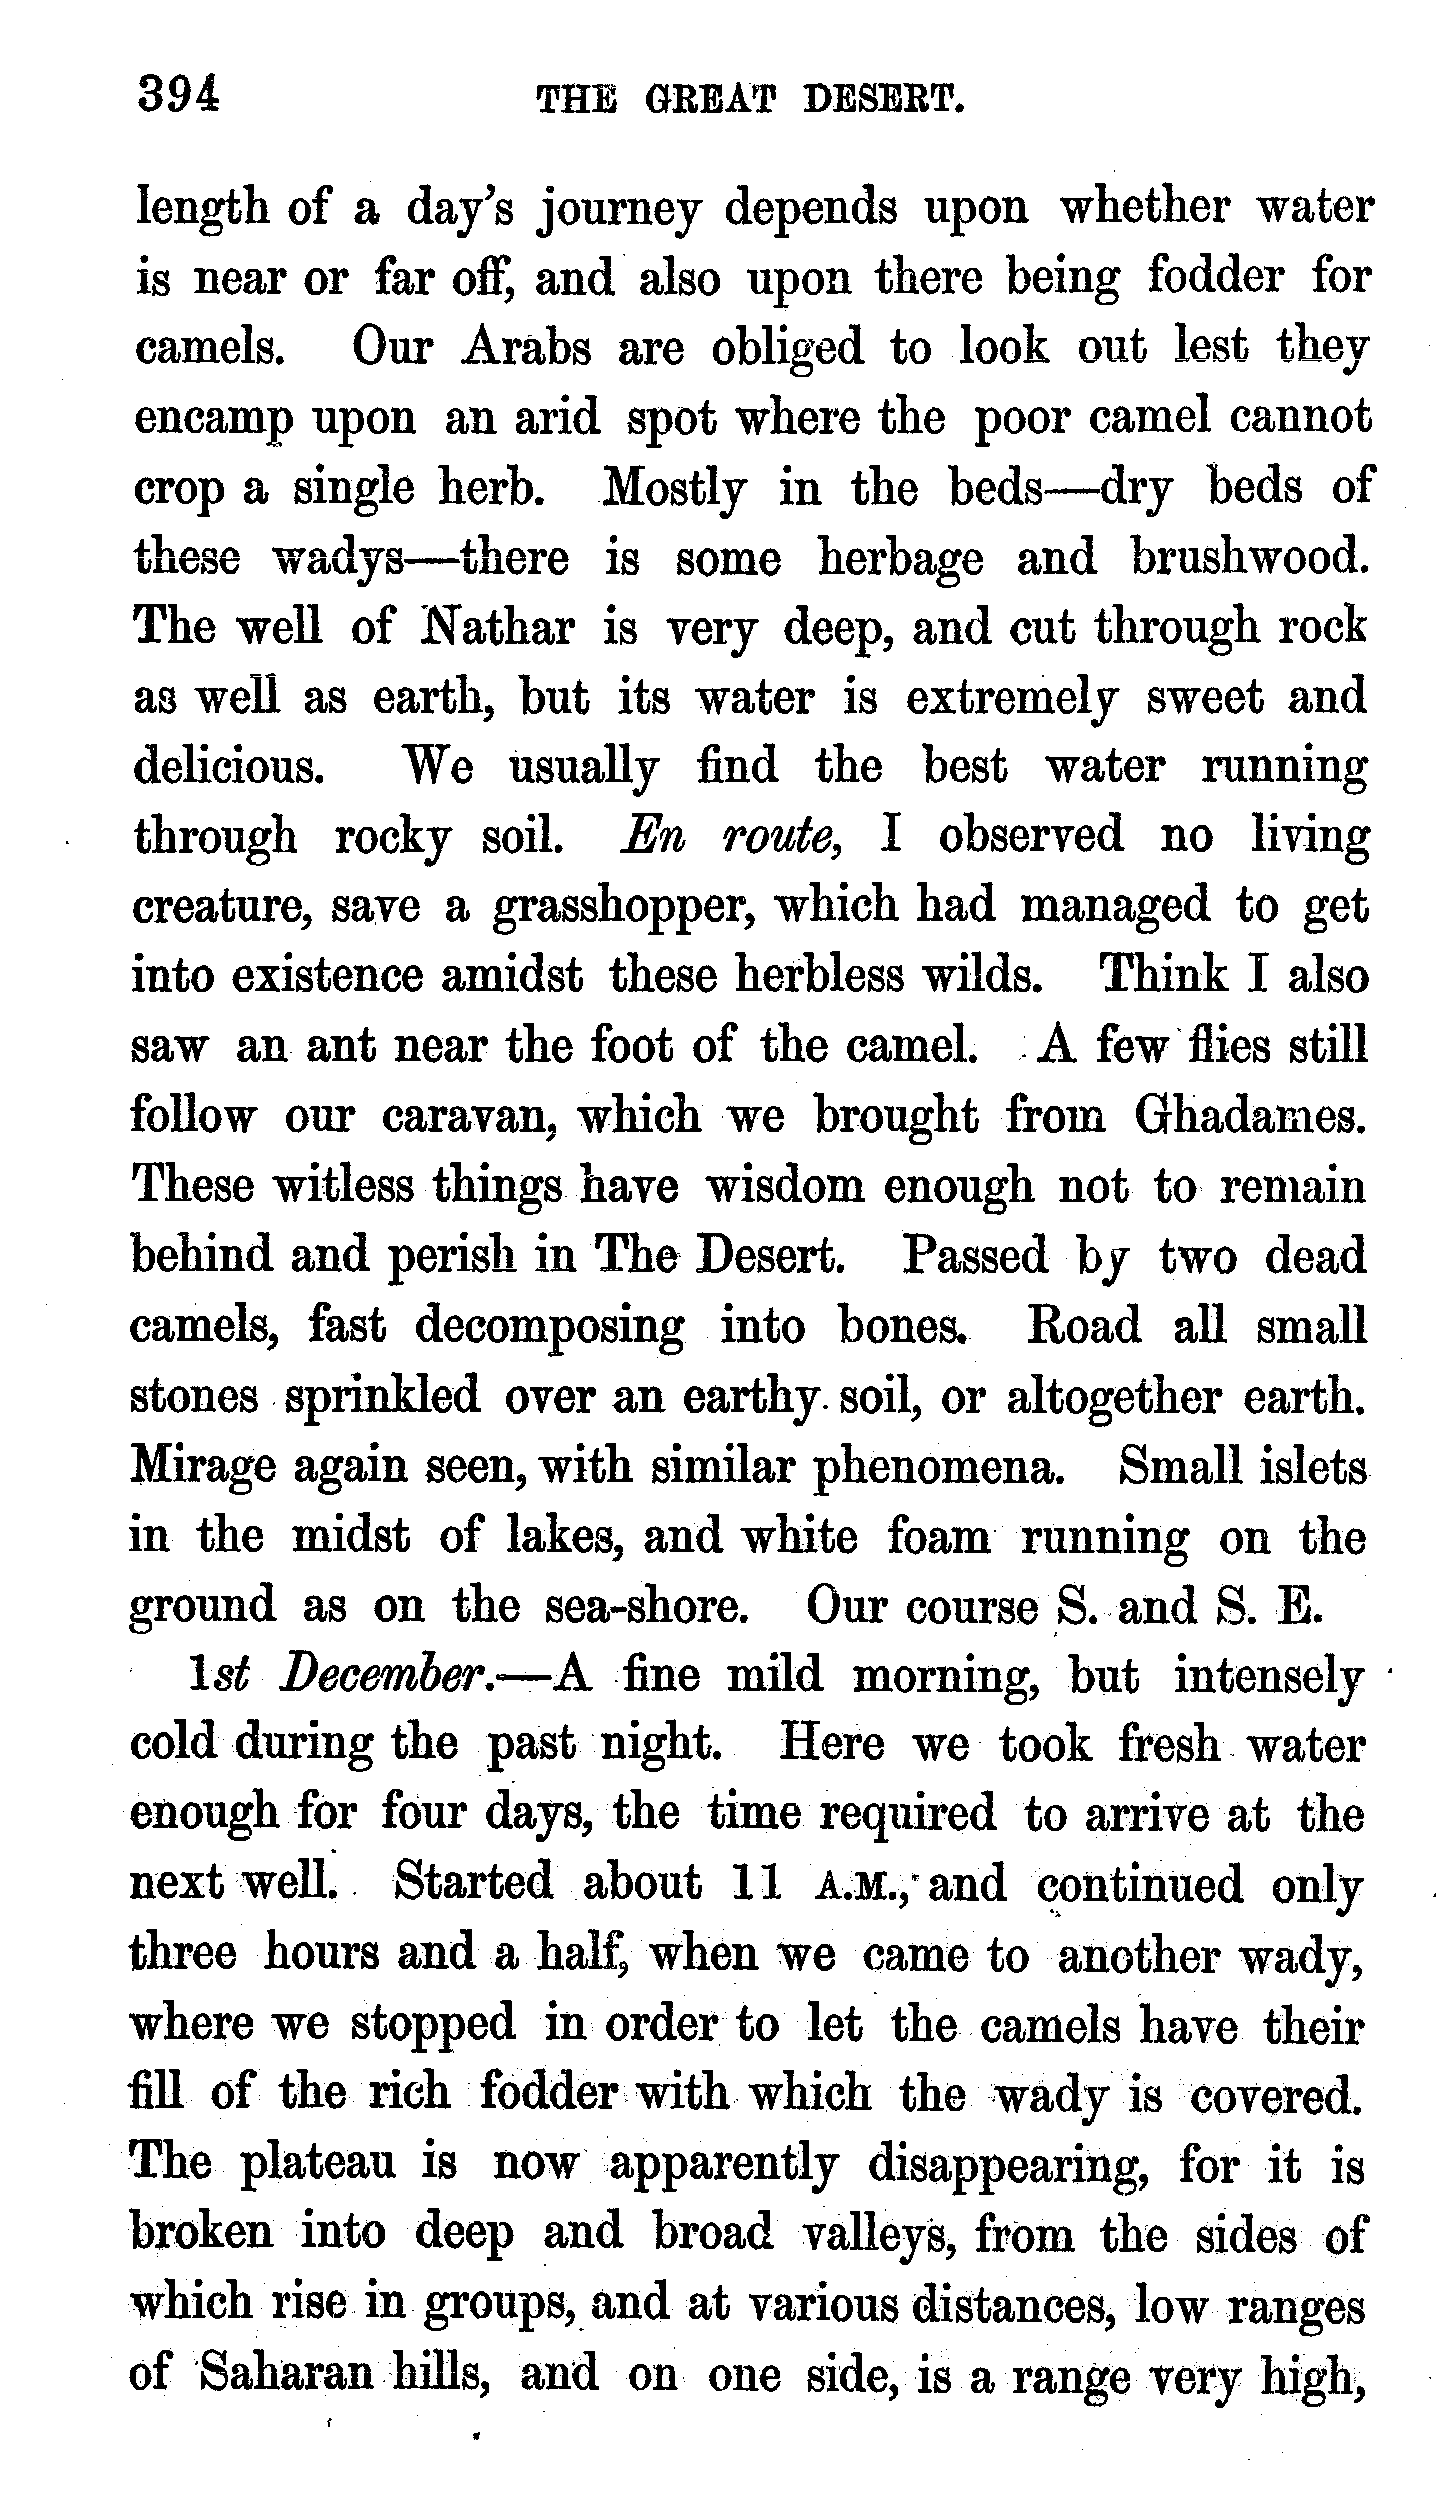 394 THE GREAT DESERT.
length of a day's journey depends upon whether water
is near or far off, and also upon there being fodder for
camels. Our Arabs are obliged to look out lest they
encamp upon an arid spot where the poor camel cannot
crop a single herb. Mostly in the beds—dry beds of
these wadys—there is some herbage and brushwood.
The well of Nathar is very deep, and cut through rock
as well as earth, but its water is extremely sweet and
delicious. We usually find the best water running
through rocky soil. En route, I observed no living
creature, save a grasshopper, which had managed to get
into existence amidst these herbless wilds. Think I also
saw an ant near the foot of the camel. A few flies still
follow our caravan, which we brought from Ghadames.
These witless things have wisdom enough not to remain
behind and perish in The Desert. Passed by two dead
camels, fast decomposing into bones. Road all small
stones sprinkled over an earthy soil, or altogether earth.
Mirage again seen, with similar phenomena. Small islets
in the midst of lakes, and white foam running on the
ground as on the sea-shore. Our course S. and S. E.
1st December.—A fine mild morning, but intensely
cold during the past night. Here we took fresh water
enough for four days, the time required to arrive at the
next well. Started about 11 A.M., and continued only
three hours and a half, when we came to another wady,
where we stopped in order to let the camels have their
fill of the rich fodder with which the wady is covered.
The plateau is now apparently disappearing, for it is
broken into deep and broad valleys, from the sides of
which rise in groups, and at various distances, low ranges
of Saharan hills, and on one side, is a range very high,